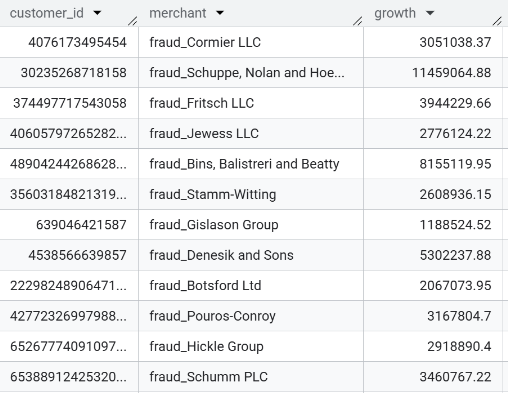 customer_id merchant growth
4076173495454 fraud_Cormier LLC 3051038.37
30235268718158 fraud_Schuppe, Nolan and Hoe... 11459064.88
374497717543058 fraud_Fritsch LLC 3944229.66
40605797265282... fraud_Jewess LLC 2776124.22
48904244268628... fraud_Bins, Balistreri and Beatty 8155119.95
35603184821319... fraud_Stamm-Witting 2608936.15
639046421587 fraud_Gislason Group 1188524.52
4538566639857 fraud_Denesik and Sons 5302237.88
22298248906471... fraud_Botsford Ltd 2067073.95
42772326997988... fraud_Pouros-Conroy 3167804.7
65267774091097... fraud_Hickle Group 2918890.4
65388912425320... fraud_Schumm PLC 3460767.22